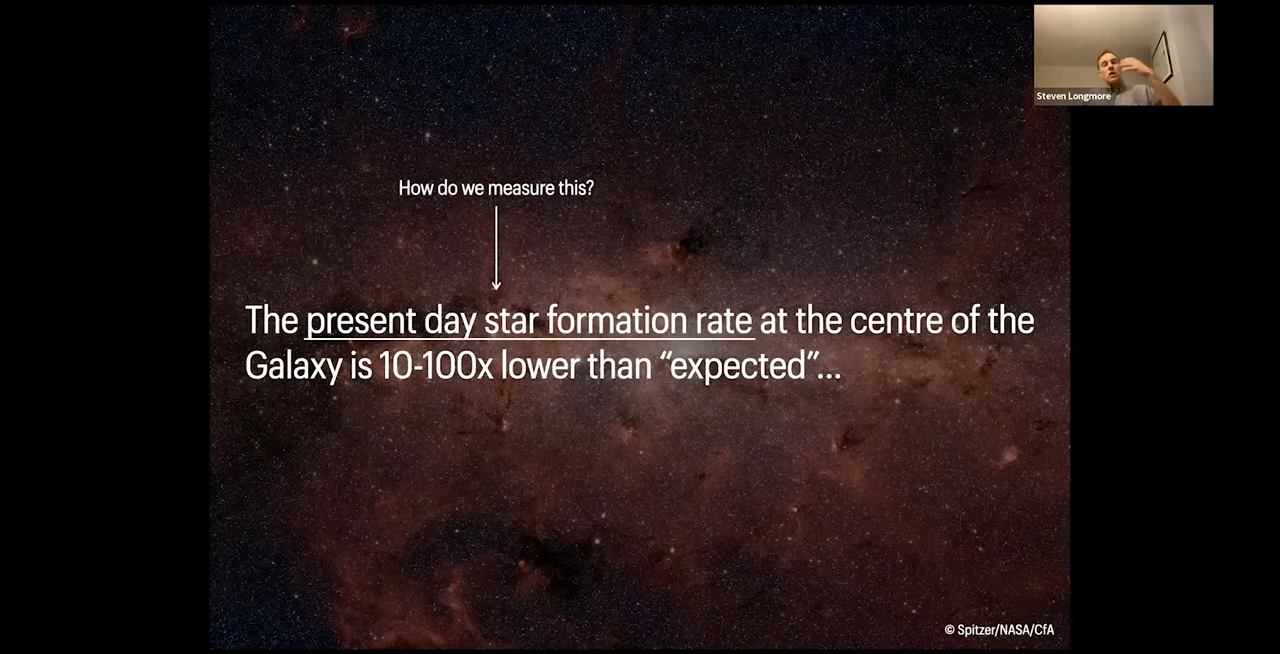 Steven Longmore
How do we measure this?
The present day star formation rate at the centre of the
Galaxy is 10-100x lower than “expected”...
© Spitzer/NASA/CfA